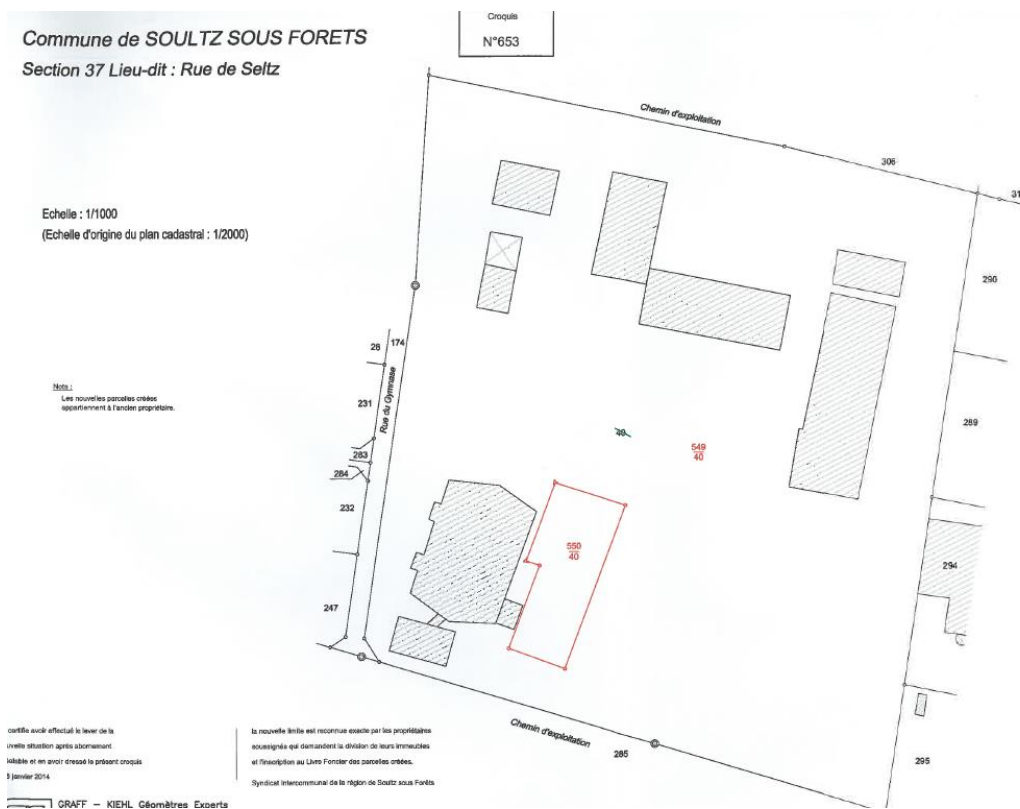 Croquis
N°653
Commune de SOULTZ SOUS FORETS
Section 37 Lieu-dit : Rue de Seltz
Chemin d'exploitation
306
31
Echelle : 1/1000
(Echelle d'origine du plan cadastral : 1/2000)
290
26
174
Note :
Les nouvelles parcelles créées
appartiennent à l'ancien propriétaire.
231
Rue du Gymnase
289
40
549
40
283
284
232
550
40
294
247
Chemin d'exploitation
285
295
certifie avoir effectué le lever de la
nouvelle situation après abornement
et en avoir dressé le présent croquis
janvier 2014
la nouvelle limite est reconnue exacte par les propriétaires
soussignés qui demandent la division de leurs immeubles
et l'inscription au Livre Foncier des parcelles créées.
Syndicat Intercommunal de la région de Soultz sous Forêts
GRAFF - KIEHL Géomètres Experts